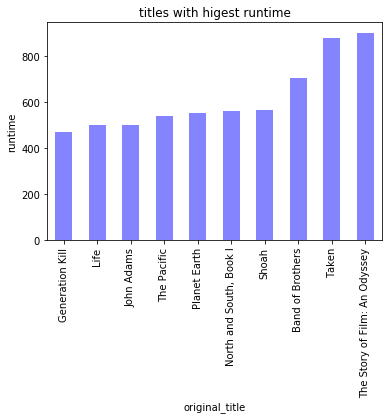 titles with higest runtime
runtime
800
600
400
200
0
Generation Kill
Life
John Adams
The Pacific
Planet Earth
North and South, Book I
Shoah
Band of Brothers
Taken
The Story of Film: An Odyssey
original_title